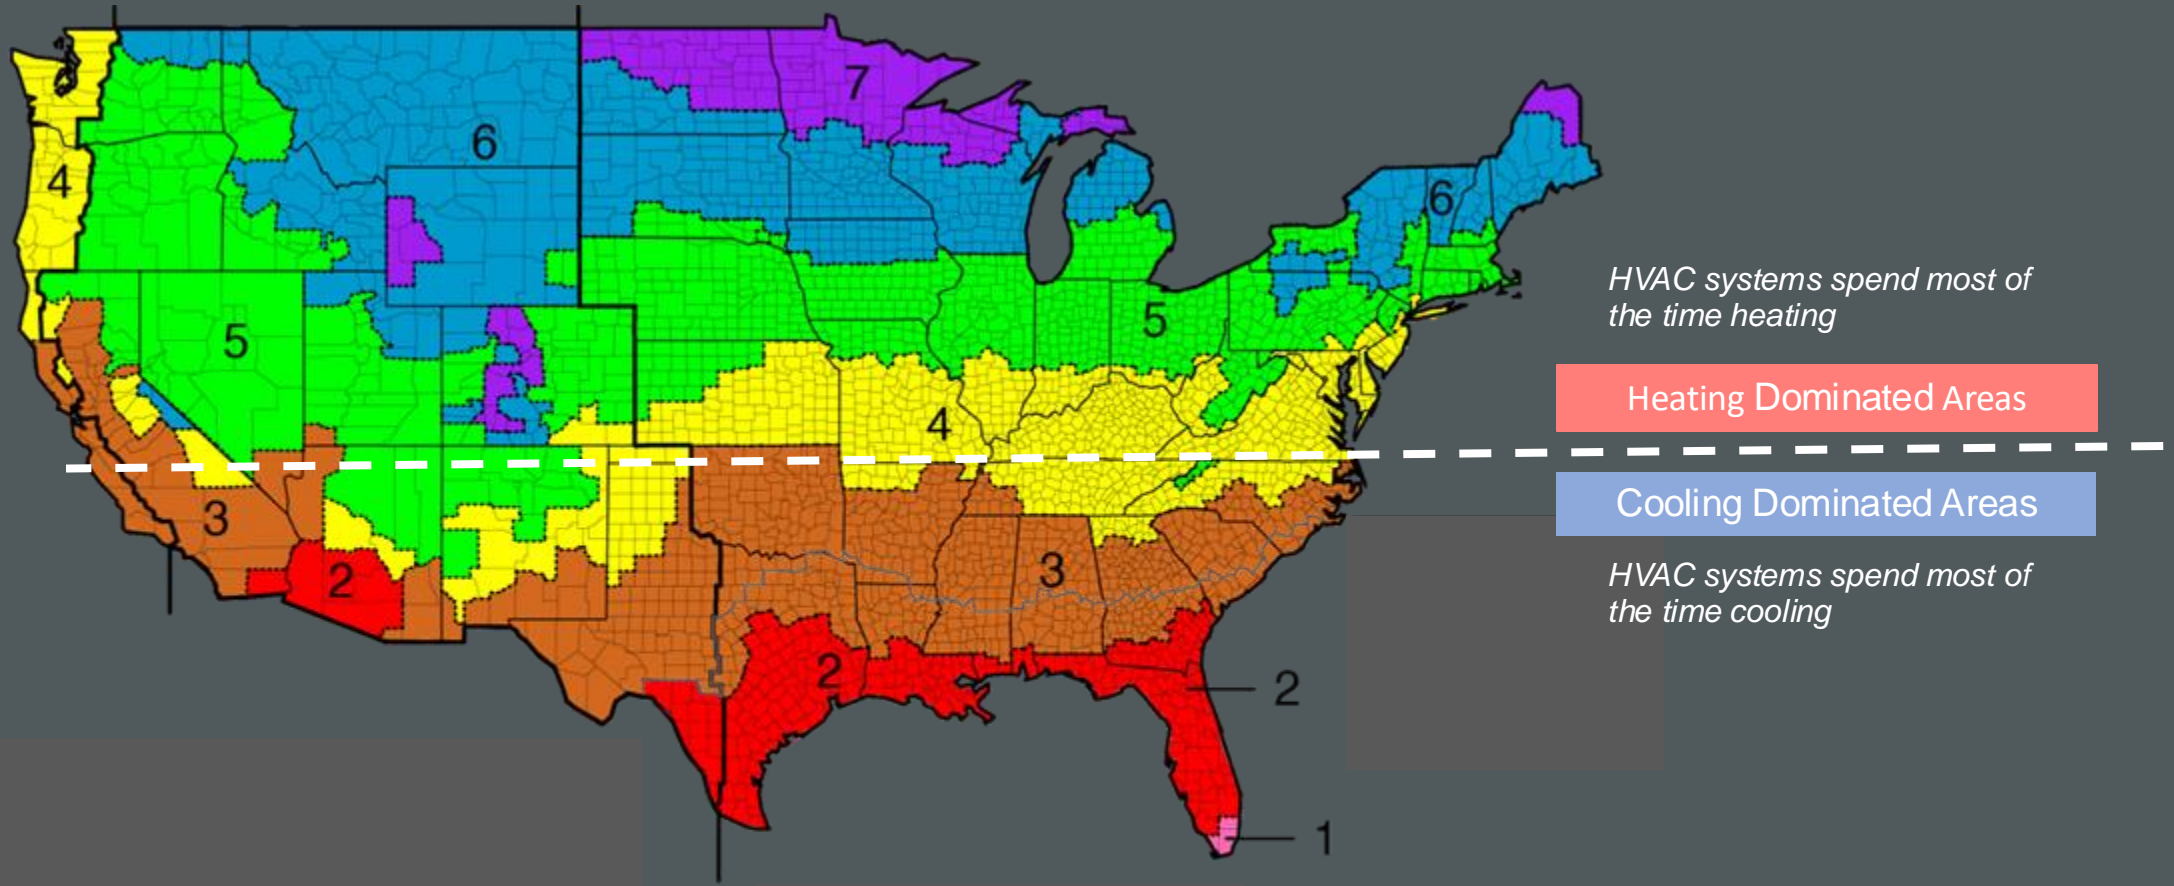 7
6
4
6
HVAC systems spend most of
the time heating
5
5
Heating Dominated Areas
4
Cooling Dominated Areas
3
3
HVAC systems spend most of
the time cooling
2
2
2
1